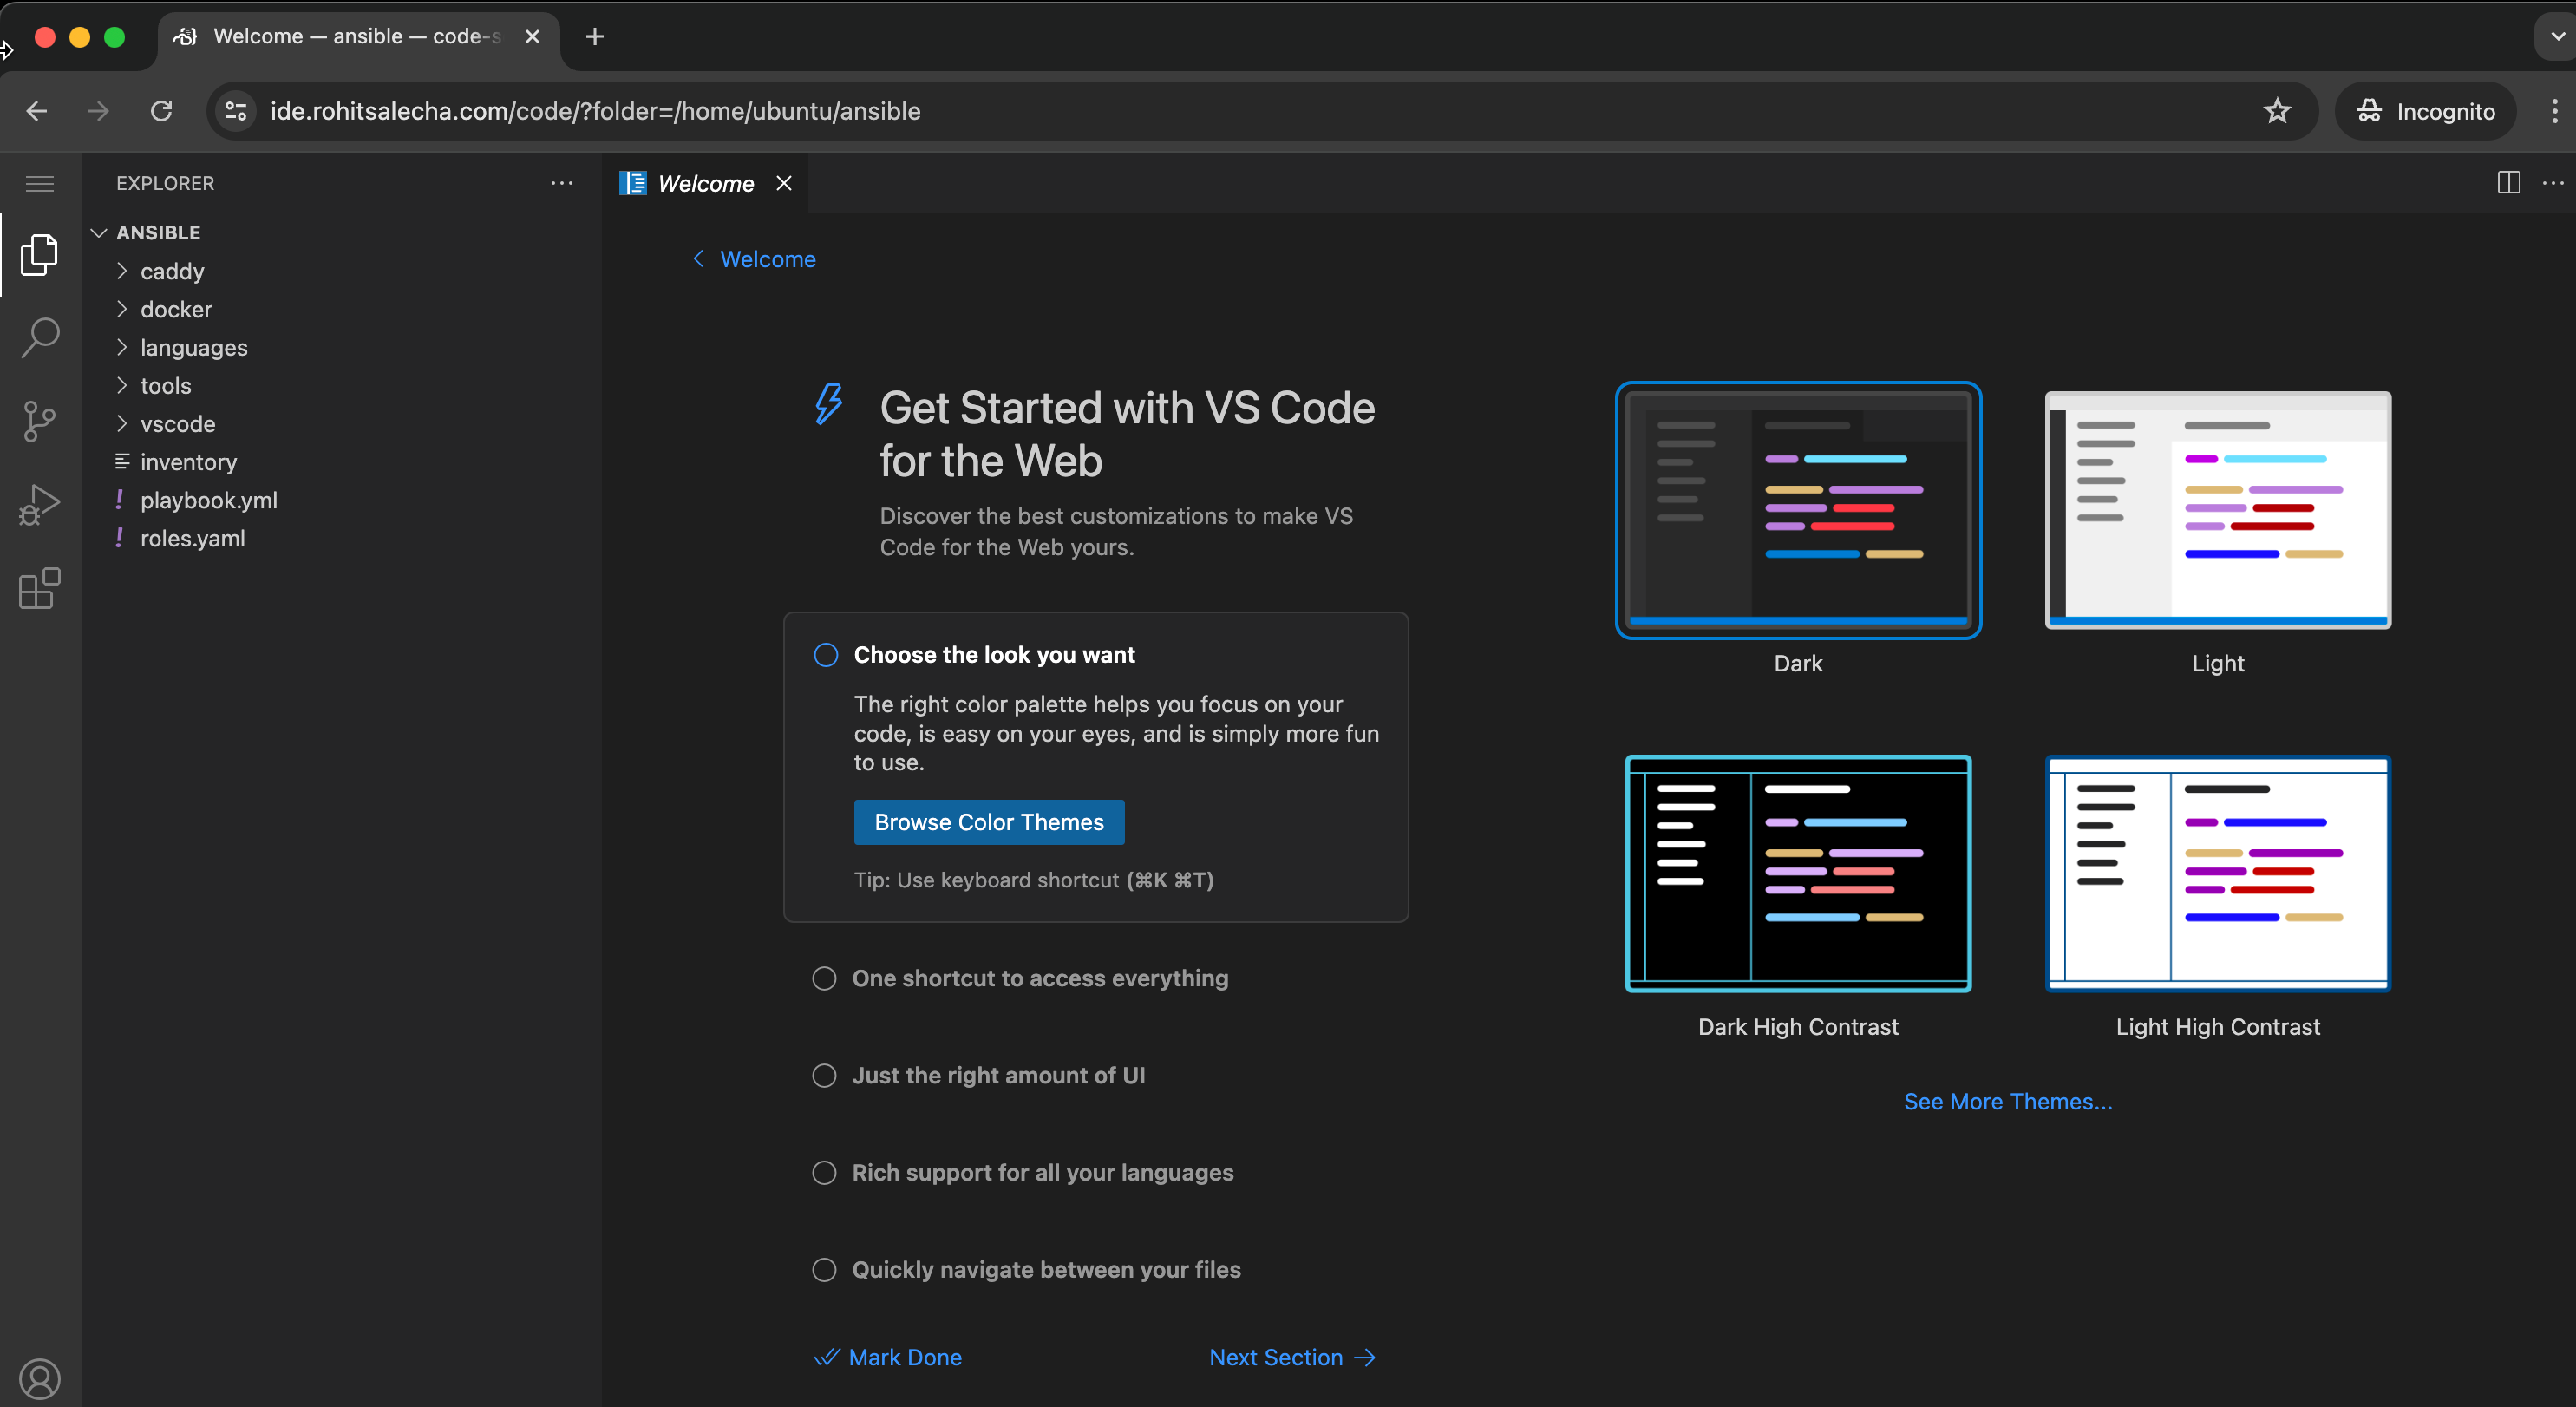 Welcome — ansible — code-s
ide.rohitsalecha.com/code/?folder=/home/ubuntu/ansible
Incognito
EXPLORER
Welcome
ANSIBLE
caddy
docker
languages
tools
vscode
inventory
playbook.yml
roles.yaml
Welcome
Get Started with VS Code
for the Web
Discover the best customizations to make VS
Code for the Web yours.
Choose the look you want
The right color palette helps you focus on your
code, is easy on your eyes, and is simply more fun
to use.
Browse Color Themes
Tip: Use keyboard shortcut (⌘K ⌘T)
One shortcut to access everything
Just the right amount of UI
Rich support for all your languages
Quickly navigate between your files
Mark Done
Next Section
Dark
Light
Dark High Contrast
Light High Contrast
See More Themes...